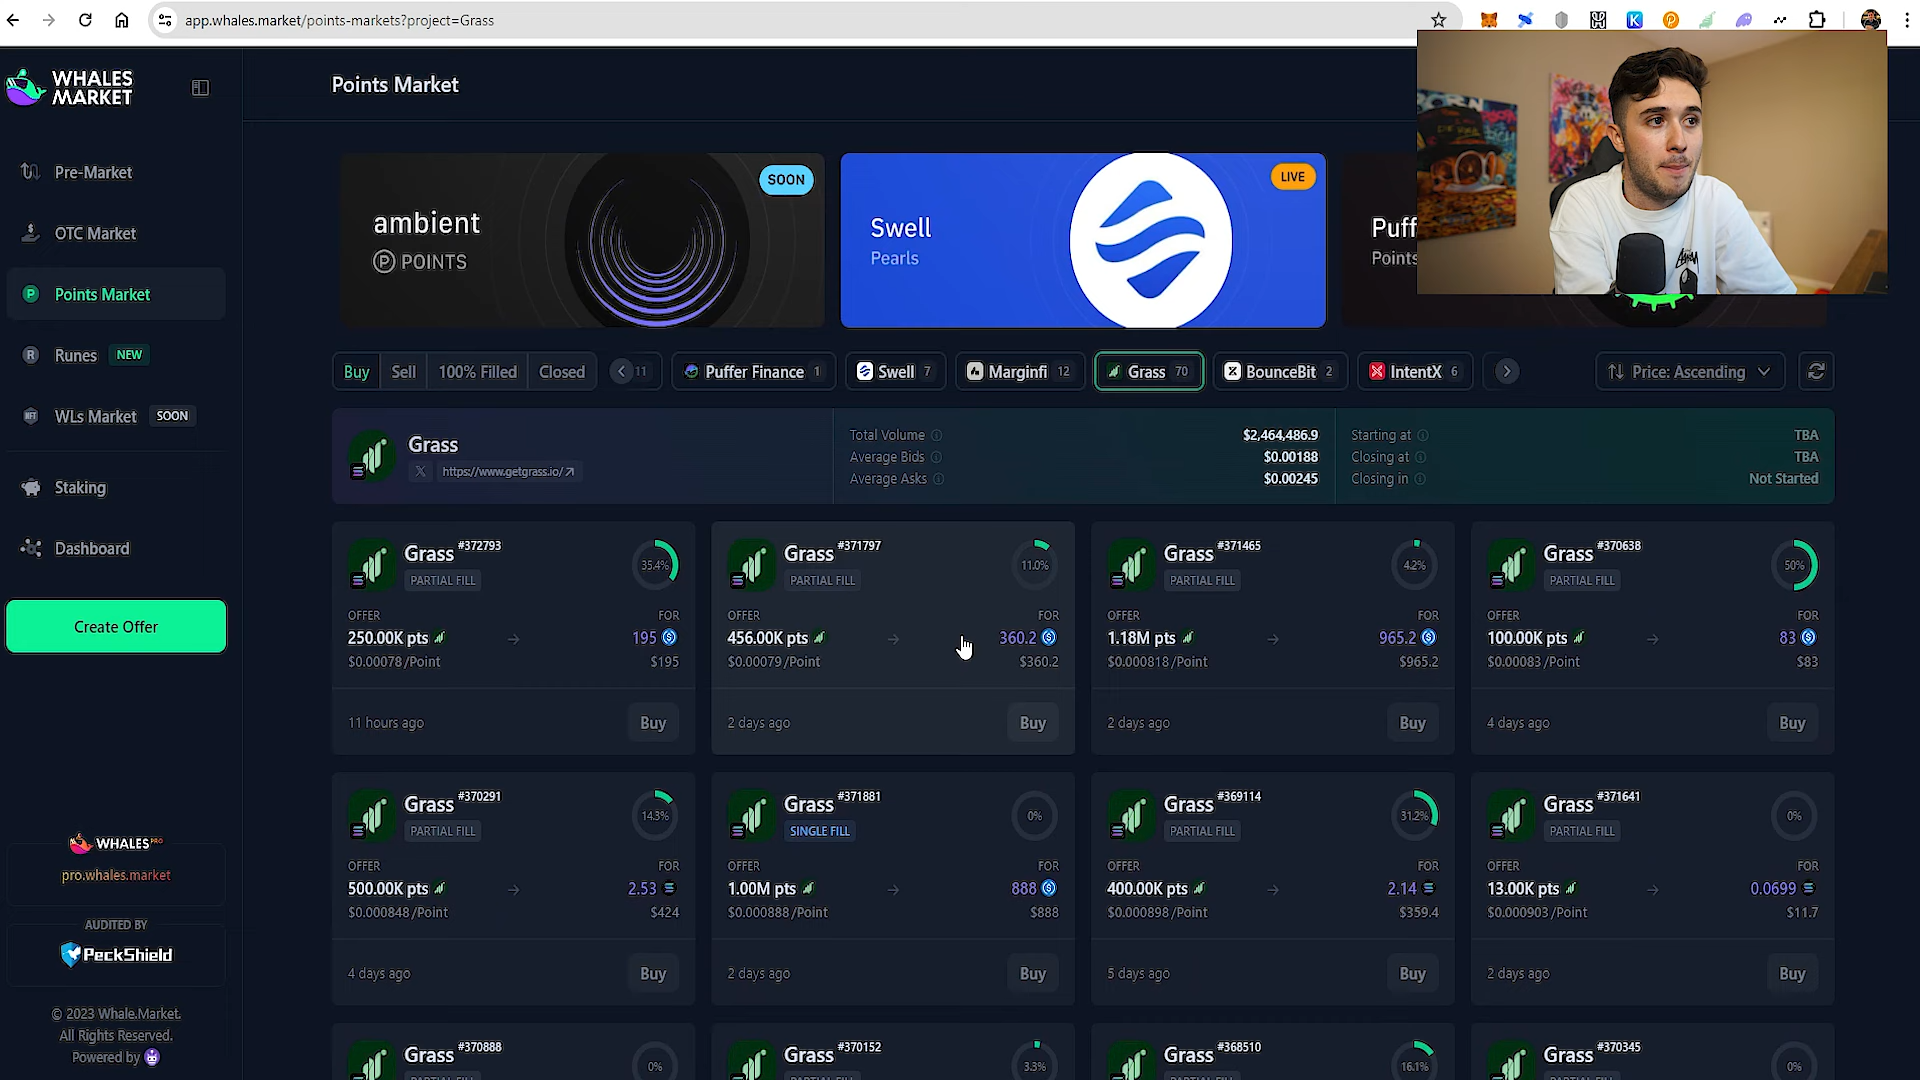 app.whales.market/points-markets?project=Grass
WHALES
MARKET
Points Market
Pre-Market
OTC Market
Points Market
Runes NEW
WLs Market SOON
Staking
Dashboard
Create Offer
WHALES PRO
pro.whales.market
AUDITED BY
PeckShield
© 2023 Whale.Market.
All Rights Reserved.
Powered by
ambient
POINTS
SOON
Swell
Pearls
LIVE
Puff
Points
Buy Sell 100% Filled Closed 11 Puffer Finance 1 Swell 7 Marginfi 12 Grass 70 BounceBit 2 IntentX 6 Price: Ascending
Grass
https://www.getgrass.io/
Total Volume $2,464,486.9
Average Bids $0.00188
Average Asks $0.00245
Starting at TBA
Closing at TBA
Closing in Not Started
Grass #372793
PARTIAL FILL
35.4%
OFFER FOR
250.00K pts → 195
$0.00078 /Point $195
11 hours ago Buy
Grass #371797
PARTIAL FILL
11.0%
OFFER FOR
456.00K pts → 360.2
$0.00079 /Point $360.2
2 days ago Buy
Grass #371465
PARTIAL FILL
4.2%
OFFER FOR
1.18M pts → 965.2
$0.000818 /Point $965.2
2 days ago Buy
Grass #370638
PARTIAL FILL
50%
OFFER FOR
100.00K pts → 83
$0.00083 /Point $83
4 days ago Buy
Grass #370291
PARTIAL FILL
14.3%
OFFER FOR
500.00K pts → 2.53
$0.000848 /Point $424
4 days ago Buy
Grass #371881
SINGLE FILL
0%
OFFER FOR
1.00M pts → 888
$0.000888 /Point $888
2 days ago Buy
Grass #369114
PARTIAL FILL
31.2%
OFFER FOR
400.00K pts → 2.14
$0.000898 /Point $359.4
5 days ago Buy
Grass #371641
PARTIAL FILL
0%
OFFER FOR
13.00K pts → 0.0699
$0.000903 /Point $11.7
2 days ago Buy
Grass #370888
0%
Grass #370152
3.3%
Grass #368510
16.1%
Grass #370345
0%